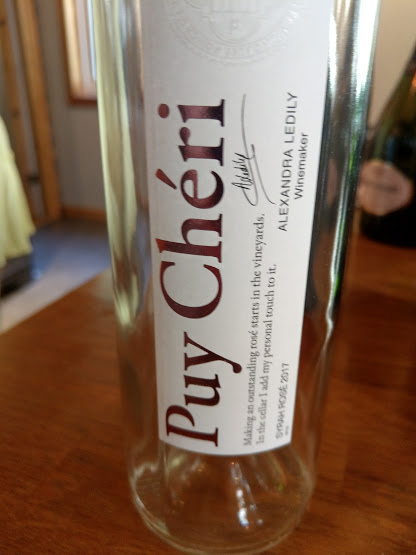 Puy Chéri
ALEXANDRA LEDILY
Winemaker
Making an outstanding rosé starts in the vineyards.
In the cellar I add my personal touch to it.
SYRAH ROSÉ 2017